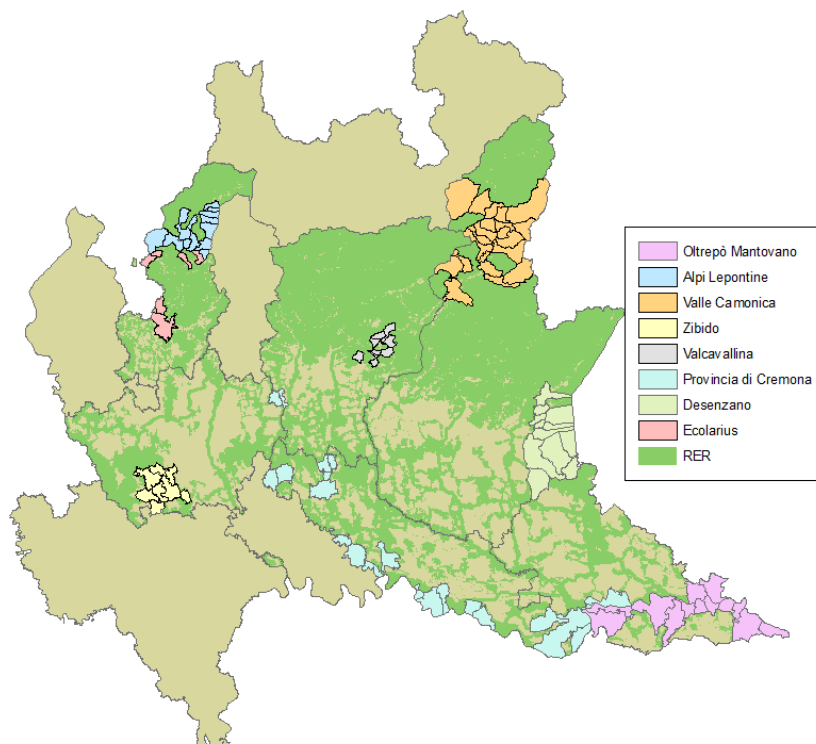 Oltrepò Mantovano
Alpi Lepontine
Valle Camonica
Zibido
Valcavallina
Provincia di Cremona
Desenzano
Ecolarius
RER